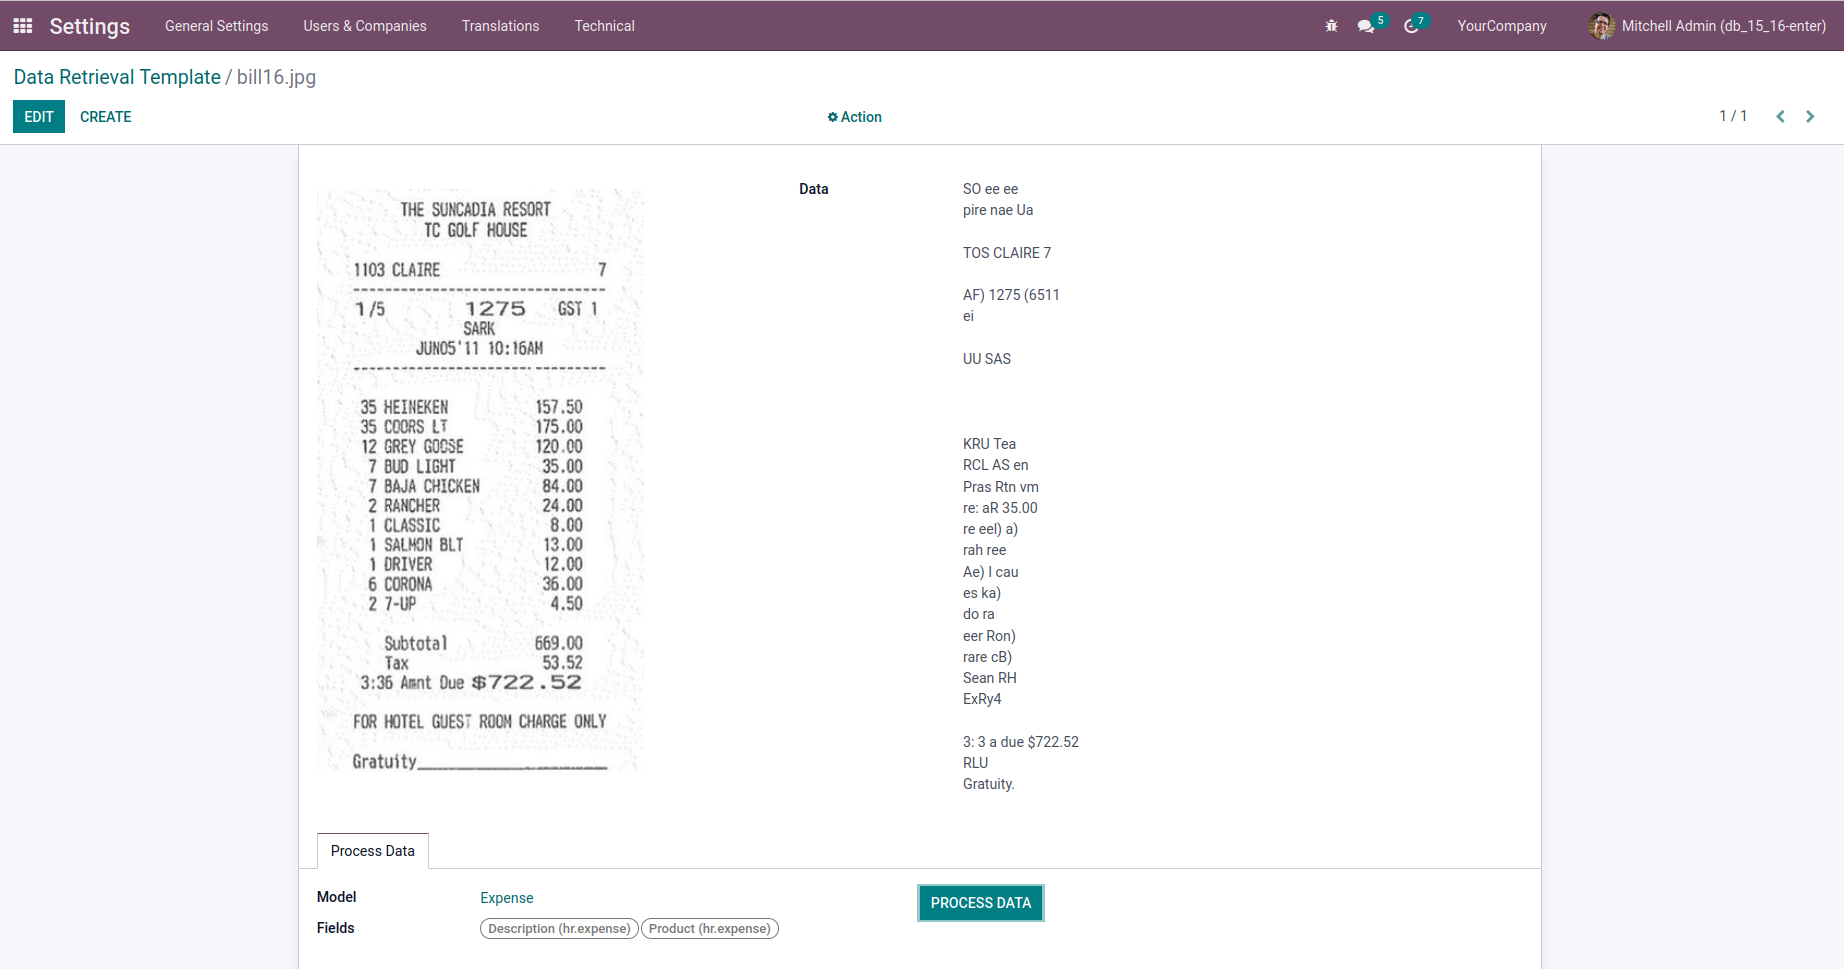 Settings General Settings Users & Companies Translations Technical 5 7 YourCompany Mitchell Admin (db_15_16-enter)
Data Retrieval Template / bill16.jpg
EDIT CREATE Action 1 / 1
THE SUNCADIA RESORT
TC GOLF HOUSE
1103 CLAIRE 7
1/5 1275 GST 1
SARK
JUN05'11 10:16AM
35 HEINEKEN 157.50
35 COORS LT 175.00
12 GREY GOOSE 120.00
7 BUD LIGHT 35.00
7 BAJA CHICKEN 84.00
2 RANCHER 24.00
1 CLASSIC 8.00
1 SALMON BLT 13.00
1 DRIVER 12.00
6 CORONA 36.00
2 7-UP 4.50
Subtotal 669.00
Tax 53.52
3:36 Amnt Due $722.52
FOR HOTEL GUEST ROOM CHARGE ONLY
Gratuity
Data
SO ee ee
pire nae Ua
TOS CLAIRE 7
AF) 1275 (6511
ei
UU SAS
KRU Tea
RCL AS en
Pras Rtn vm
re: aR 35.00
re eel) a)
rah ree
Ae) I cau
es ka)
do ra
eer Ron)
rare cB)
Sean RH
ExRy4
3: 3 a due $722.52
RLU
Gratuity.
Process Data
Model Expense PROCESS DATA
Fields Description (hr.expense) Product (hr.expense)